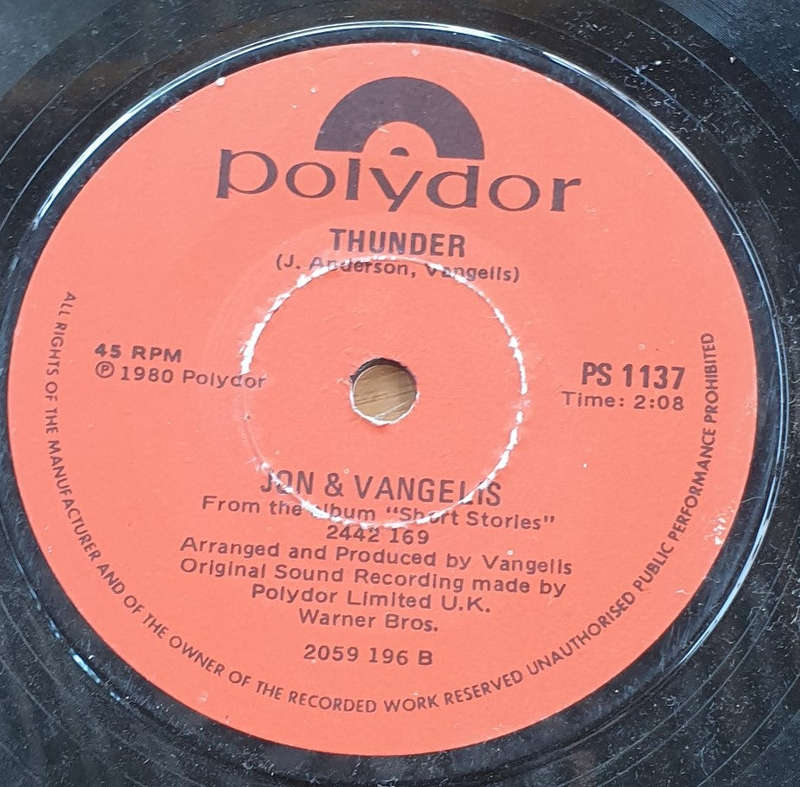 polydor
THUNDER
(J. Anderson, Vangelis)
45 RPM
℗ 1980 Polydor
PS 1137
Time: 2:08
JON & VANGELIS
From the album "Short Stories"
2442 169
Arranged and Produced by Vangelis
Original Sound Recording made by
Polydor Limited U.K.
Warner Bros.
2059 196 B
ALL RIGHTS OF THE MANUFACTURER AND OF THE OWNER OF THE RECORDED WORK RESERVED UNAUTHORISED PUBLIC PERFORMANCE PROHIBITED